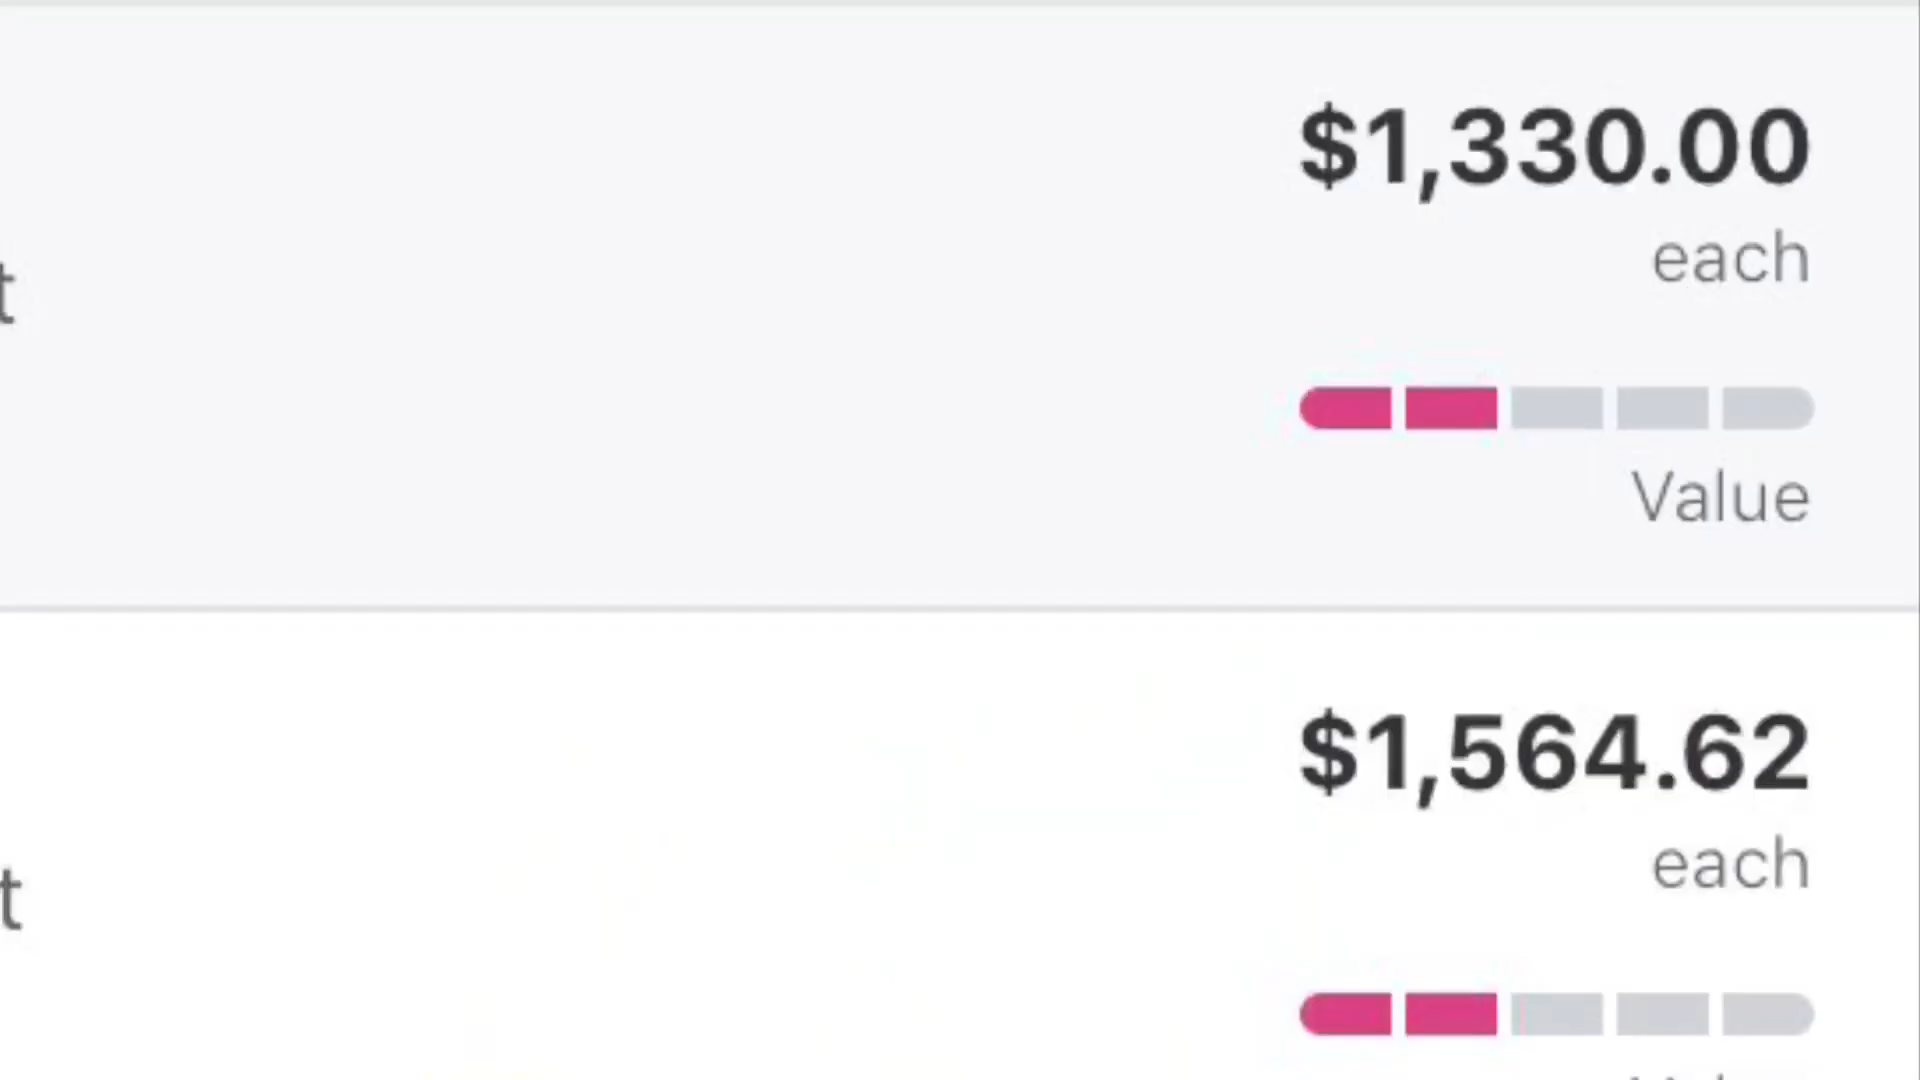 $1,330.00
each
t
Value
$1,564.62
each
t